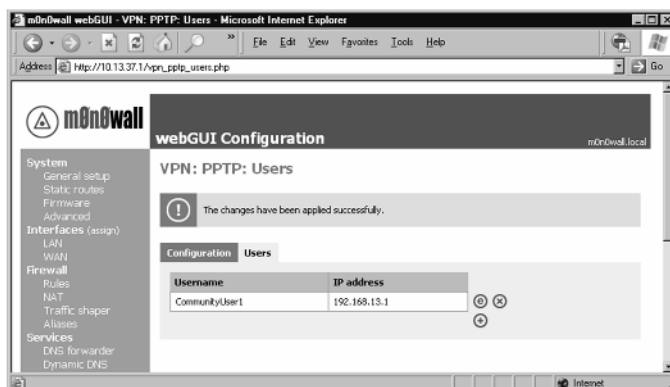 m0n0wall webGUI - VPN: PPTP: Users - Microsoft Internet Explorer
» File Edit View Favorites Tools Help
Address http://10.13.37.1/vpn_pptp_users.php Go
m0n0wall
webGUI Configuration m0n0wall.local
System
General setup
Static routes
Firmware
Advanced
Interfaces (assign)
LAN
WAN
Firewall
Rules
NAT
Traffic shaper
Aliases
Services
DNS forwarder
Dynamic DNS
VPN: PPTP: Users
! The changes have been applied successfully.
Configuration Users
Username IP address
CommunityUser1 192.168.13.1 e x
+
Internet